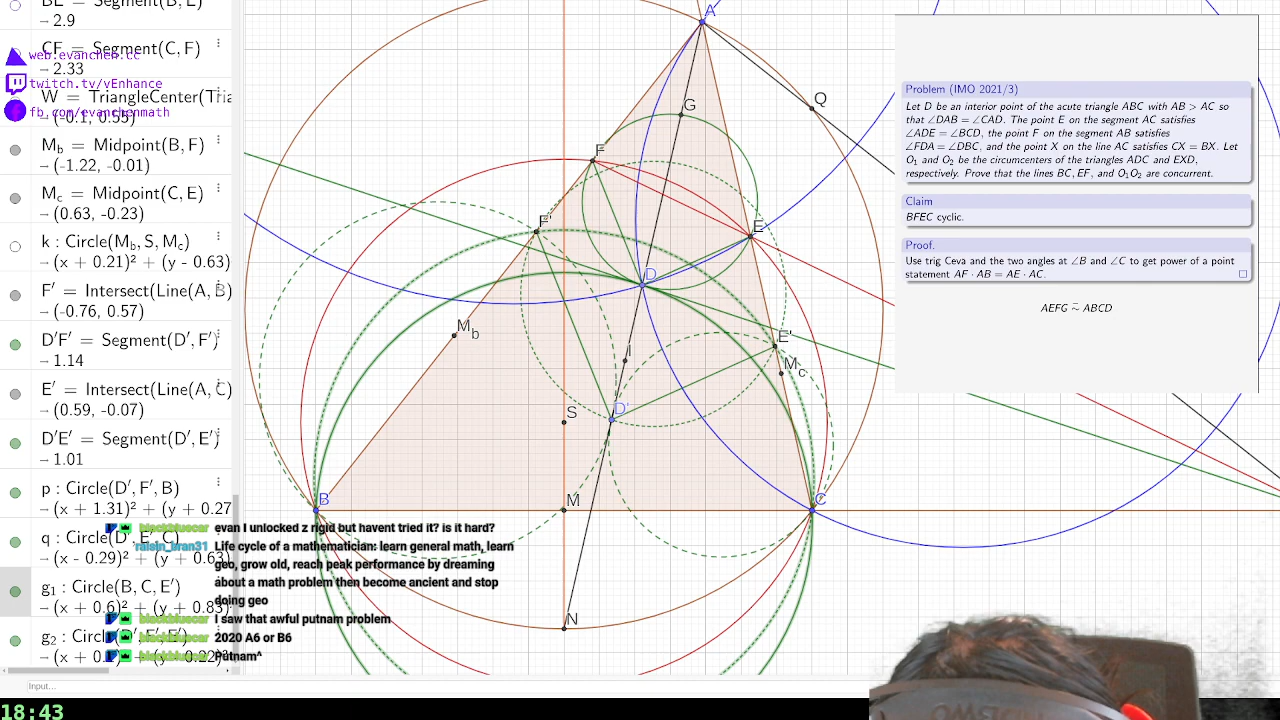 BE = Segment(B, E)
→ 2.9
CF = Segment(C, F)
→ 2.33
web.evanchen.cc
twitch.tv/vEnhance
fb.com/evanchenmath
W = TriangleCenter(Tria
→ (-0.1, 0.55)
M_b = Midpoint(B, F)
→ (-1.22, -0.01)
M_c = Midpoint(C, E)
→ (0.63, -0.23)
k : Circle(M_b, S, M_c)
→ (x + 0.21)² + (y - 0.63)
F′ = Intersect(Line(A, B)
→ (-0.76, 0.57)
D′F′ = Segment(D′, F′)
→ 1.14
E′ = Intersect(Line(A, C)
→ (0.59, -0.07)
D′E′ = Segment(D′, E′)
→ 1.01
p : Circle(D′, F′, B)
→ (x + 1.31)² + (y + 0.27
q : Circle(D′, E′, C)
→ (x - 0.29)² + (y + 0.63)
g₁ : Circle(B, C, E′)
→ (x + 0.6)² + (y + 0.83)
g₂ : Circle(D′, F′, E′)
Input...
18:43
A
Q
G
F
F'
E
D
E'
M_b
M_c
I
D'
S
B
M
C
N
Problem (IMO 2021/3)
Let D be an interior point of the acute triangle ABC with AB > AC so
that ∠DAB = ∠CAD. The point E on the segment AC satisfies
∠ADE = ∠BCD, the point F on the segment AB satisfies
∠FDA = ∠DBC, and the point X on the line AC satisfies CX = BX. Let
O₁ and O₂ be the circumcenters of the triangles ADC and EXD,
respectively. Prove that the lines BC, EF, and O₁O₂ are concurrent.
Claim
BFEC cyclic.
Proof.
Use trig Ceva and the two angles at ∠B and ∠C to get power of a point
statement AF · AB = AE · AC.
AEFG ~ ABCD
blackbluecar evan I unlocked z rigid but havent tried it? is it hard?
raisin_bran31 Life cycle of a mathematician: learn general math, learn
geo, grow old, reach peak performance by dreaming
about a math problem then become ancient and stop
doing geo
blackbluecar I saw that awful putnam problem
blackbluecar 2020 A6 or B6
blackbluecar Putnam^